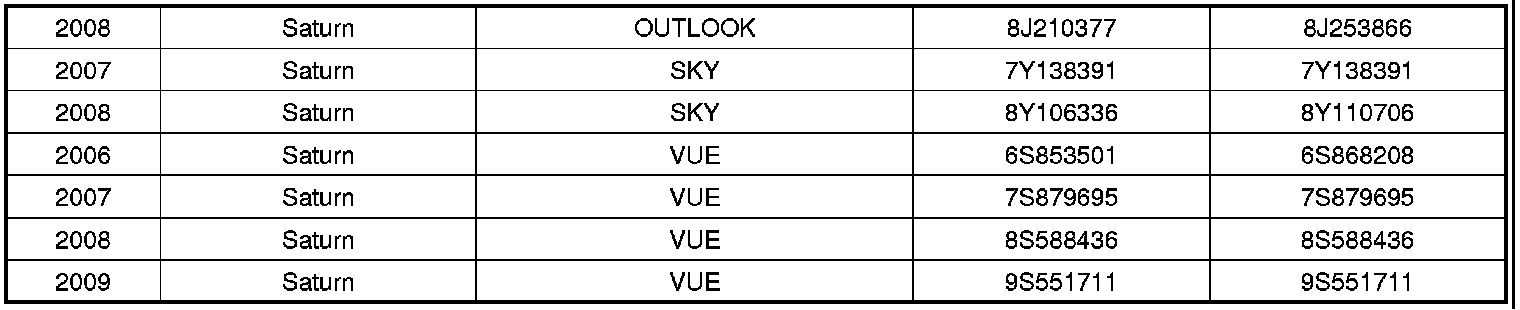 2008 Saturn OUTLOOK 8J210377 8J253866
2007 Saturn SKY 7Y138391 7Y138391
2008 Saturn SKY 8Y106336 8Y110706
2006 Saturn VUE 6S853501 6S868208
2007 Saturn VUE 7S879695 7S879695
2008 Saturn VUE 8S588436 8S588436
2009 Saturn VUE 9S551711 9S551711